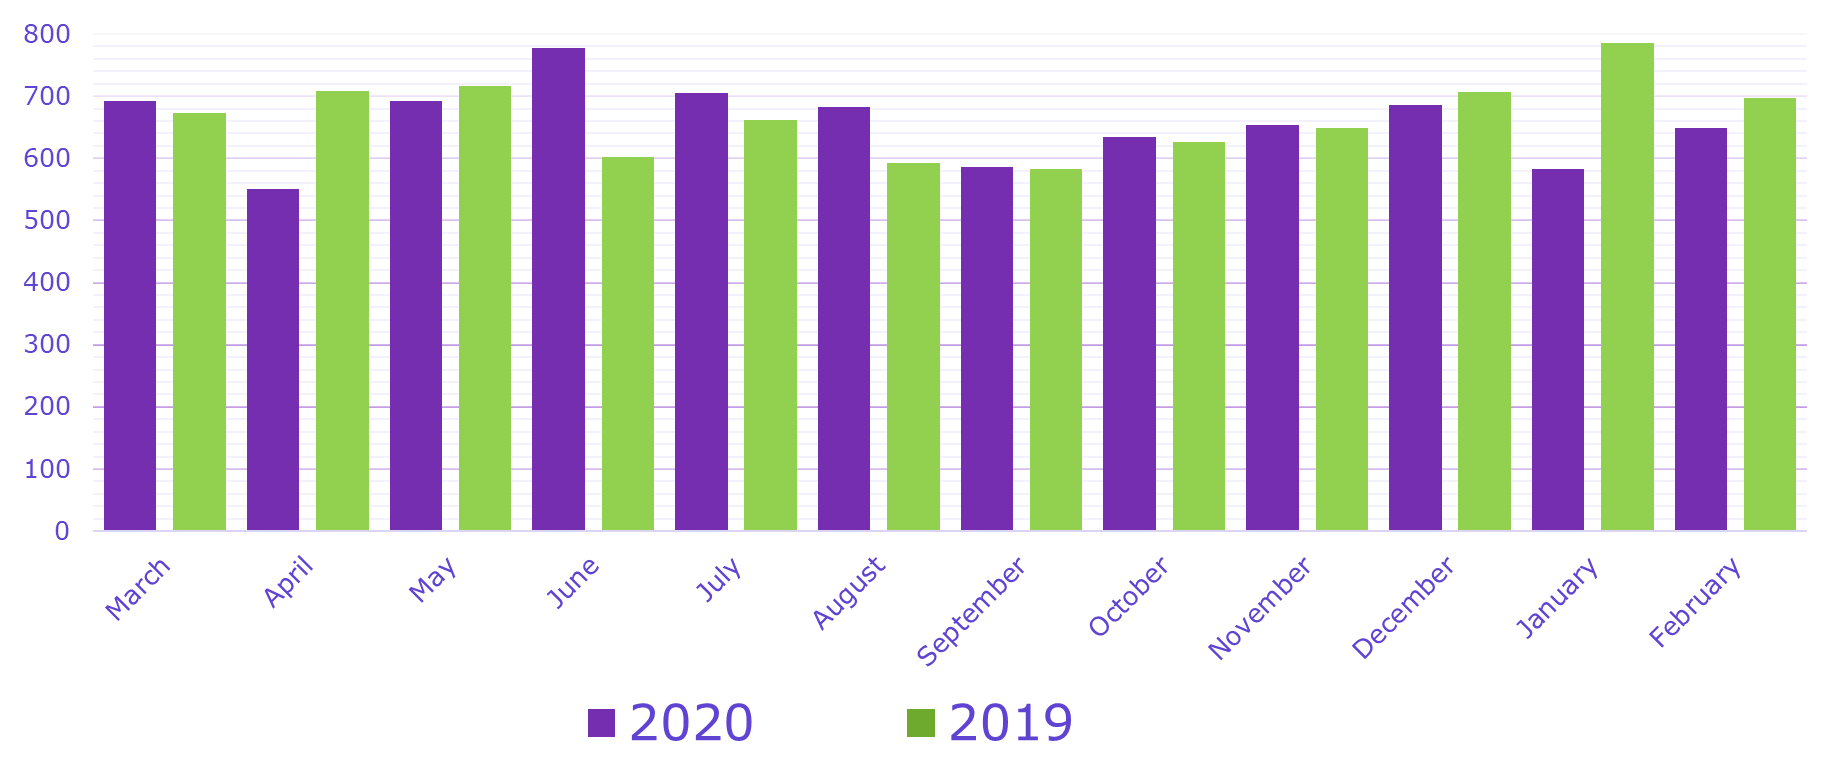 800
700
600
500
400
300
200
100
0
March
April
May
June
July
August
September
October
November
December
January
February
2020
2019